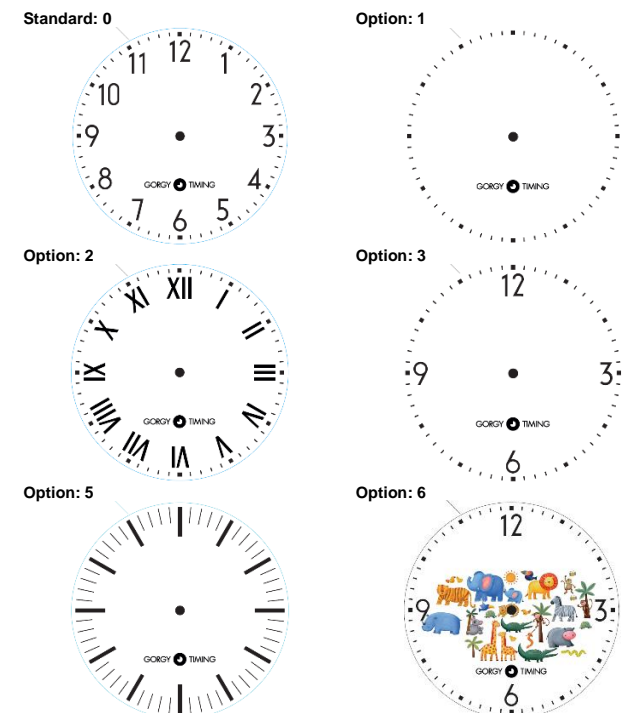 Standard: 0
12
11 1
10 2
9 3
8 4
GORGY TIMING
7 5
6
Option: 1
GORGY TIMING
Option: 2
XII
XI I
X II
IX III
VIII IV
GORGY TIMING
VII V
VI
Option: 3
12
9 3
GORGY TIMING
6
Option: 5
GORGY TIMING
Option: 6
12
9 3
GORGY TIMING
6